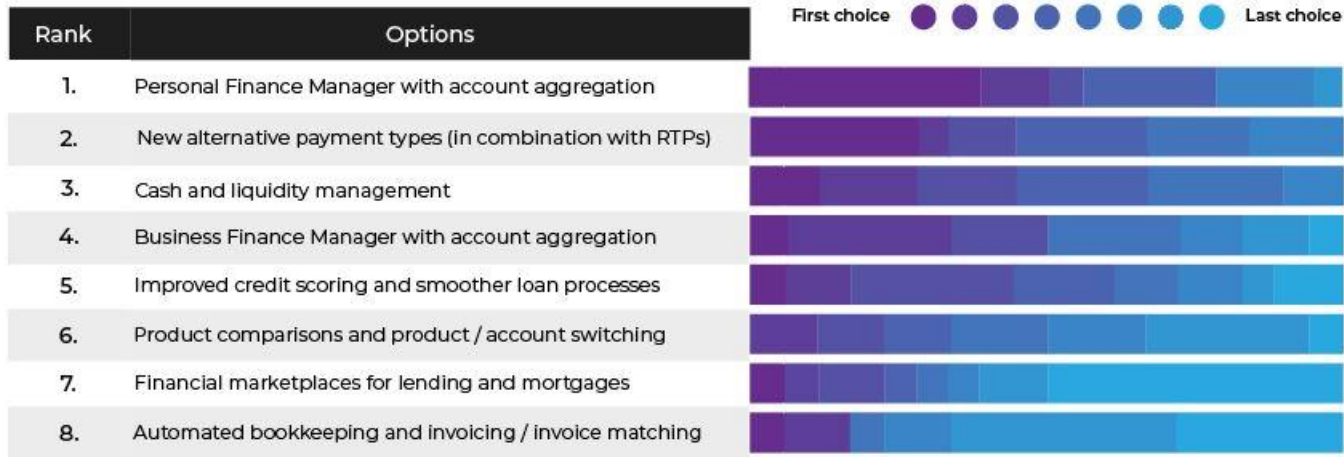 Rank Options First choice Last choice
1. Personal Finance Manager with account aggregation
2. New alternative payment types (in combination with RTPs)
3. Cash and liquidity management
4. Business Finance Manager with account aggregation
5. Improved credit scoring and smoother loan processes
6. Product comparisons and product / account switching
7. Financial marketplaces for lending and mortgages
8. Automated bookkeeping and invoicing / invoice matching